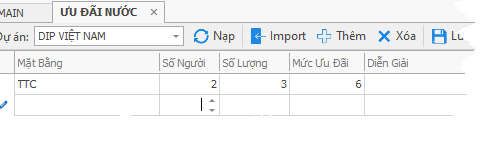 MAIN ƯU ĐÃI NƯỚC
Dự án: DIP VIỆT NAM Nạp Import Thêm Xóa
Mặt Bằng Số Người Số Lượng Mức Ưu Đãi Diễn Giải
TTC 2 3 6